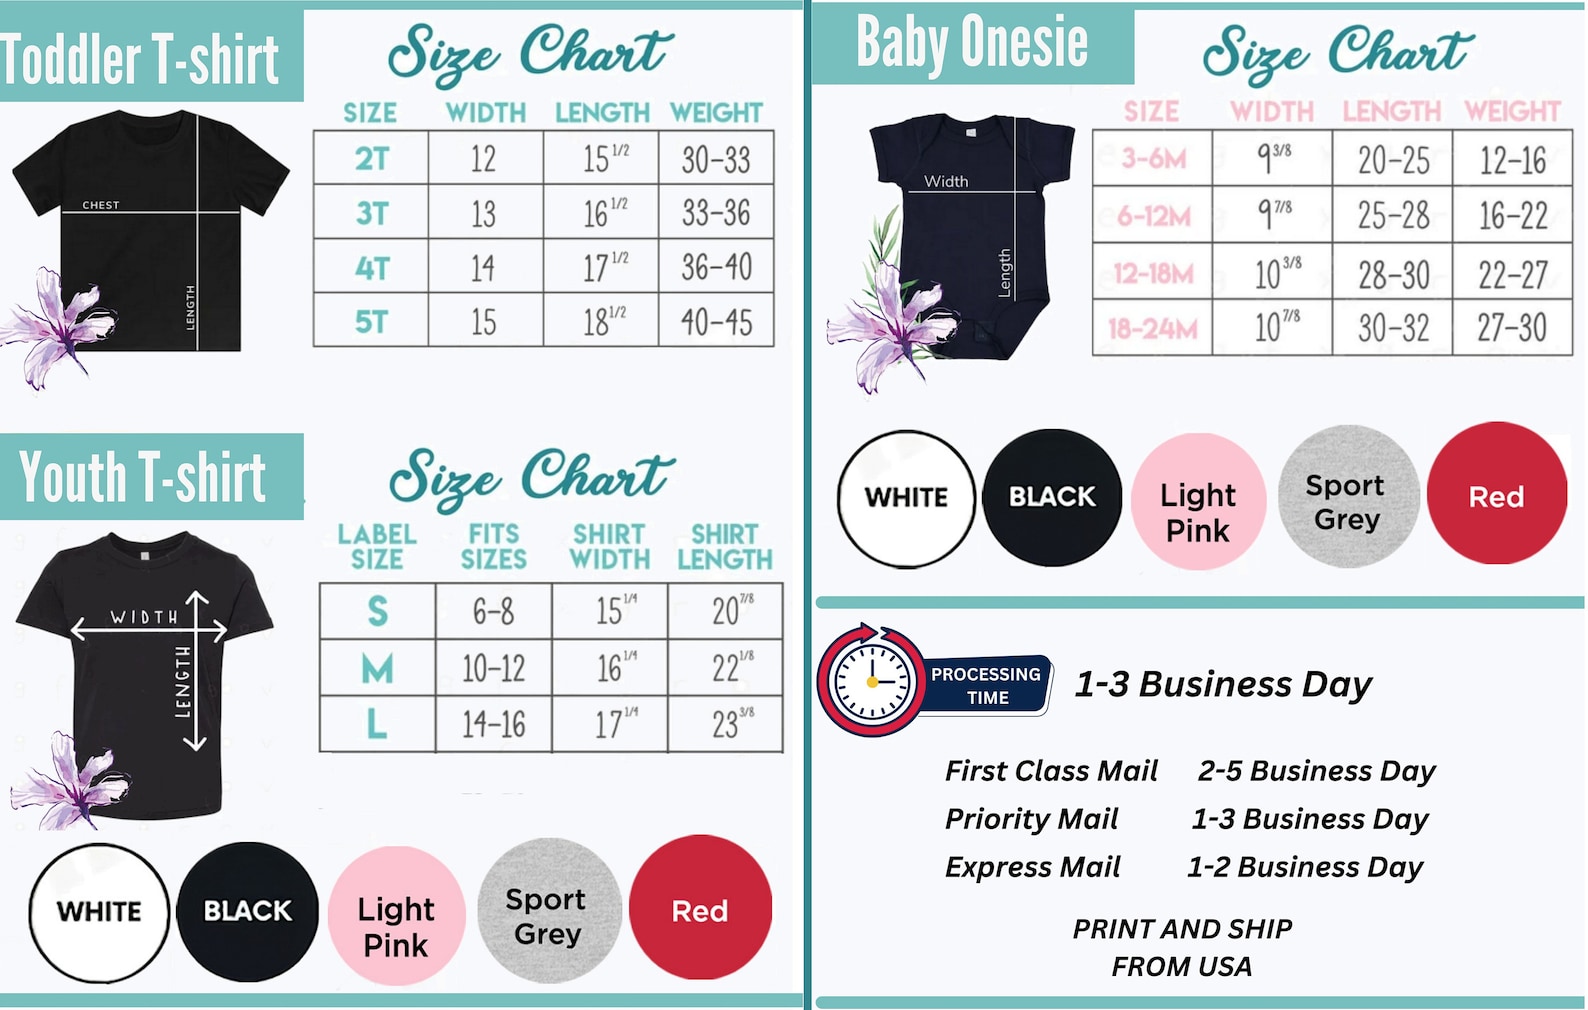 Toddler T-shirt
Size Chart
SIZE WIDTH LENGTH WEIGHT
2T 12 15 1/2 30–33
3T 13 16 1/2 33–36
4T 14 17 1/2 36–40
5T 15 18 1/2 40–45
CHEST
LENGTH
Youth T-shirt
Size Chart
LABEL SIZE FITS SIZES SHIRT WIDTH SHIRT LENGTH
S 6–8 15 1/4 20 7/8
M 10–12 16 1/4 22 1/8
L 14–16 17 1/4 23 3/8
WIDTH
LENGTH
WHITE
BLACK
Light
Pink
Sport
Grey
Red
Baby Onesie
Size Chart
SIZE WIDTH LENGTH WEIGHT
3–6M 9 3/8 20–25 12–16
6–12M 9 7/8 25–28 16–22
12–18M 10 3/8 28–30 22–27
18–24M 10 7/8 30–32 27–30
Width
Length
WHITE
BLACK
Light
Pink
Sport
Grey
Red
PROCESSING
TIME
1-3 Business Day
First Class Mail 2-5 Business Day
Priority Mail 1-3 Business Day
Express Mail 1-2 Business Day
PRINT AND SHIP
FROM USA